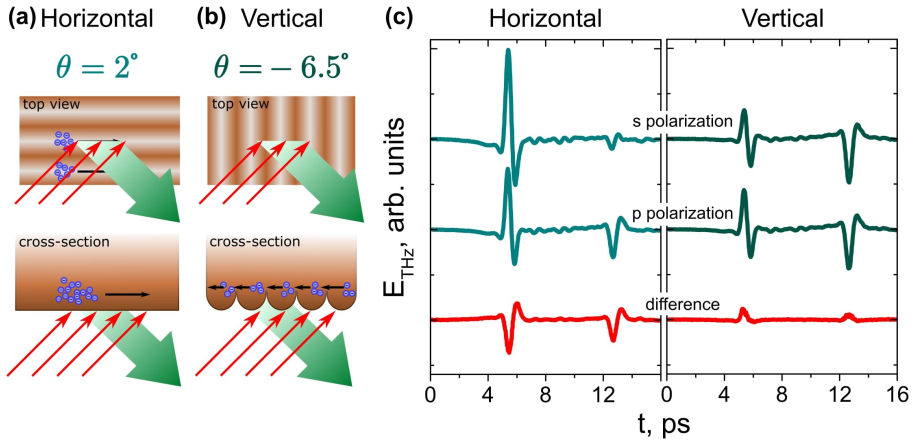 (a) Horizontal
θ = 2°
top view
cross-section
(b) Vertical
θ = − 6.5°
top view
cross-section
(c) Horizontal Vertical
s polarization
p polarization
difference
E_THz, arb. units
0 4 8 12 0 4 8 12 16
t, ps